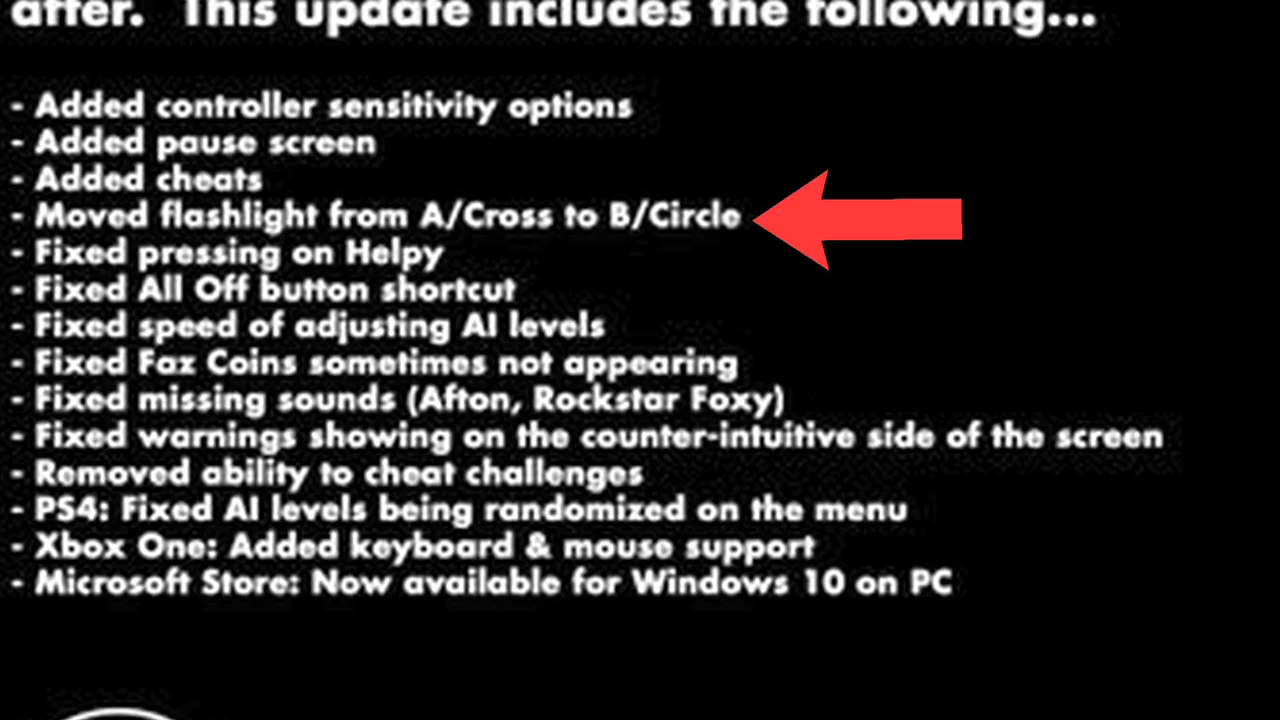 after.  This update includes the following...
- Added controller sensitivity options
- Added pause screen
- Added cheats
- Moved flashlight from A/Cross to B/Circle
- Fixed pressing on Helpy
- Fixed All Off button shortcut
- Fixed speed of adjusting AI levels
- Fixed Faz Coins sometimes not appearing
- Fixed missing sounds (Afton, Rockstar Foxy)
- Fixed warnings showing on the counter-intuitive side of the screen
- Removed ability to cheat challenges
- PS4: Fixed AI levels being randomized on the menu
- Xbox One: Added keyboard & mouse support
- Microsoft Store: Now available for Windows 10 on PC